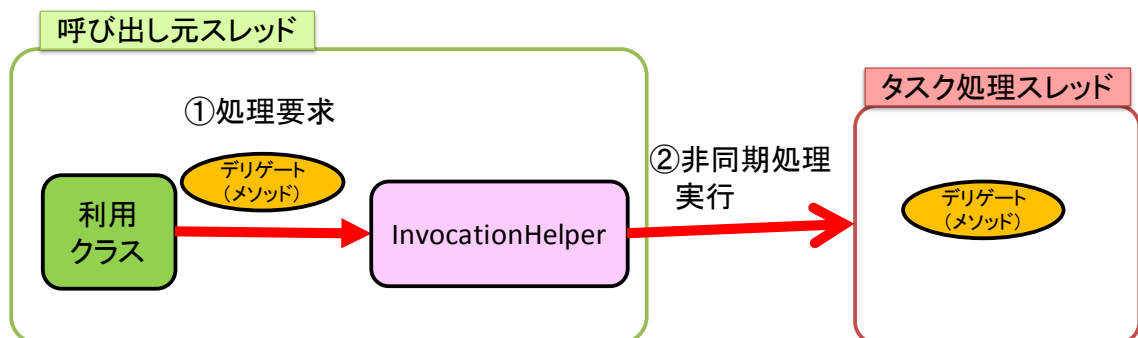 呼び出し元スレッド
タスク処理スレッド
①処理要求
デリゲート
(メソッド)
②非同期処理
実行
利用
クラス
InvocationHelper
デリゲート
(メソッド)